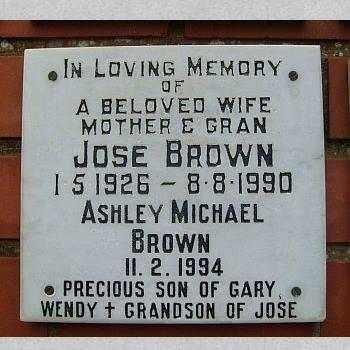 IN LOVING MEMORY
OF
A BELOVED WIFE
MOTHER & GRAN
JOSE BROWN
1·5·1926 – 8·8·1990
ASHLEY MICHAEL
BROWN
11. 2. 1994
PRECIOUS SON OF GARY,
WENDY + GRANDSON OF JOSE